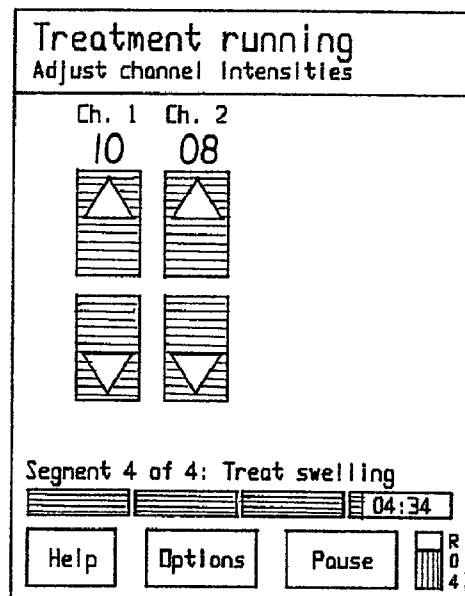 Treatment running
Adjust channel intensities
Ch. 1 Ch. 2
10 08
Segment 4 of 4: Treat swelling
04:34
Help Options Pause
R
0
4